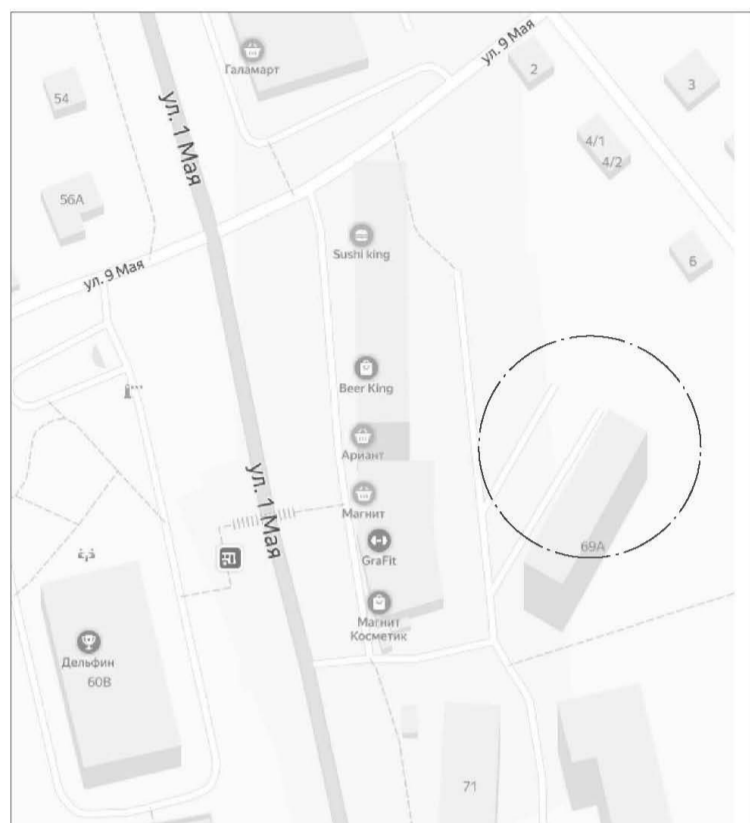 ул. 9 Мая
Галамарт
2
3
54
ул. 1 Мая
4/1
4/2
56А
Sushi king
6
ул. 9 Мая
Beer King
Ариант
ул. 1 Мая
Магнит
GraFit
69А
Магнит
Косметик
Дельфин
60В
71